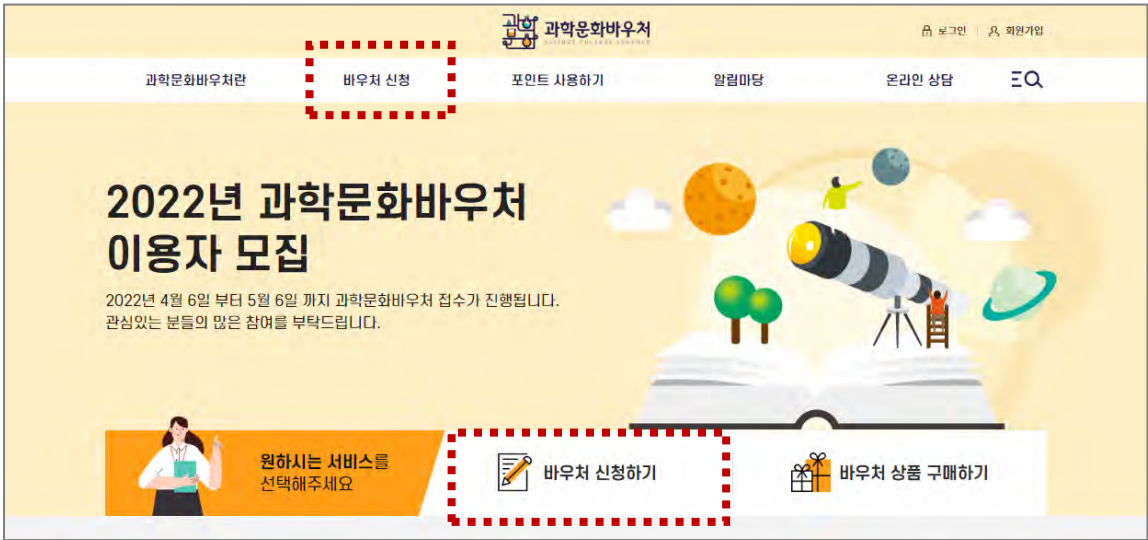 과학문화바우처
SCIENCE CULTURE VOUCHER
로그인
회원가입
과학문화바우처란
바우처 신청
포인트 사용하기
알림마당
온라인 상담
2022년 과학문화바우처
이용자 모집
2022년 4월 6일 부터 5월 6일 까지 과학문화바우처 접수가 진행됩니다.
관심있는 분들의 많은 참여를 부탁드립니다.
원하시는 서비스를
선택해주세요
바우처 신청하기
바우처 상품 구매하기